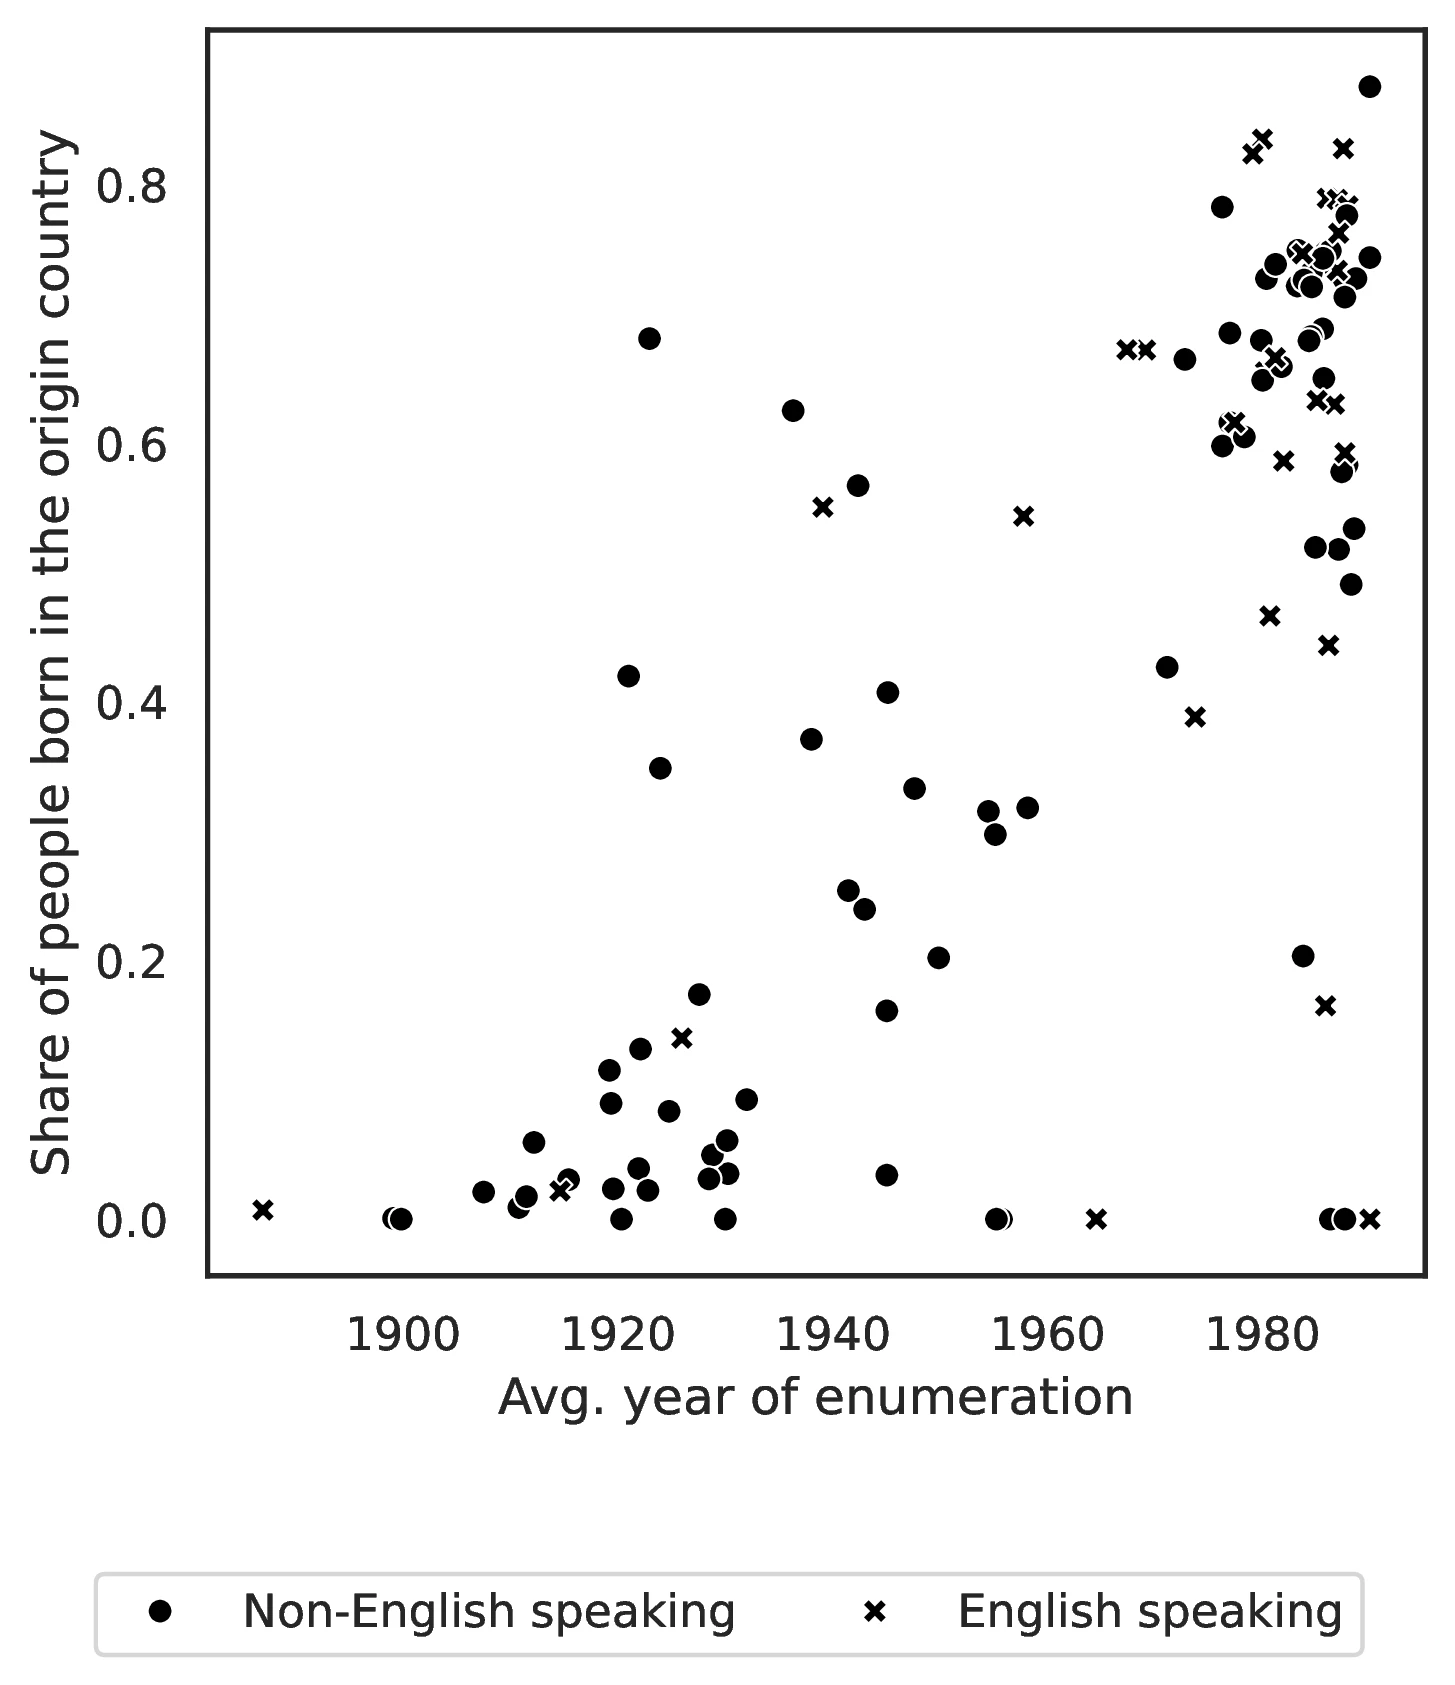 Share of people born in the origin country
0.8
0.6
0.4
0.2
0.0
1900 1920 1940 1960 1980
Avg. year of enumeration
Non-English speaking English speaking